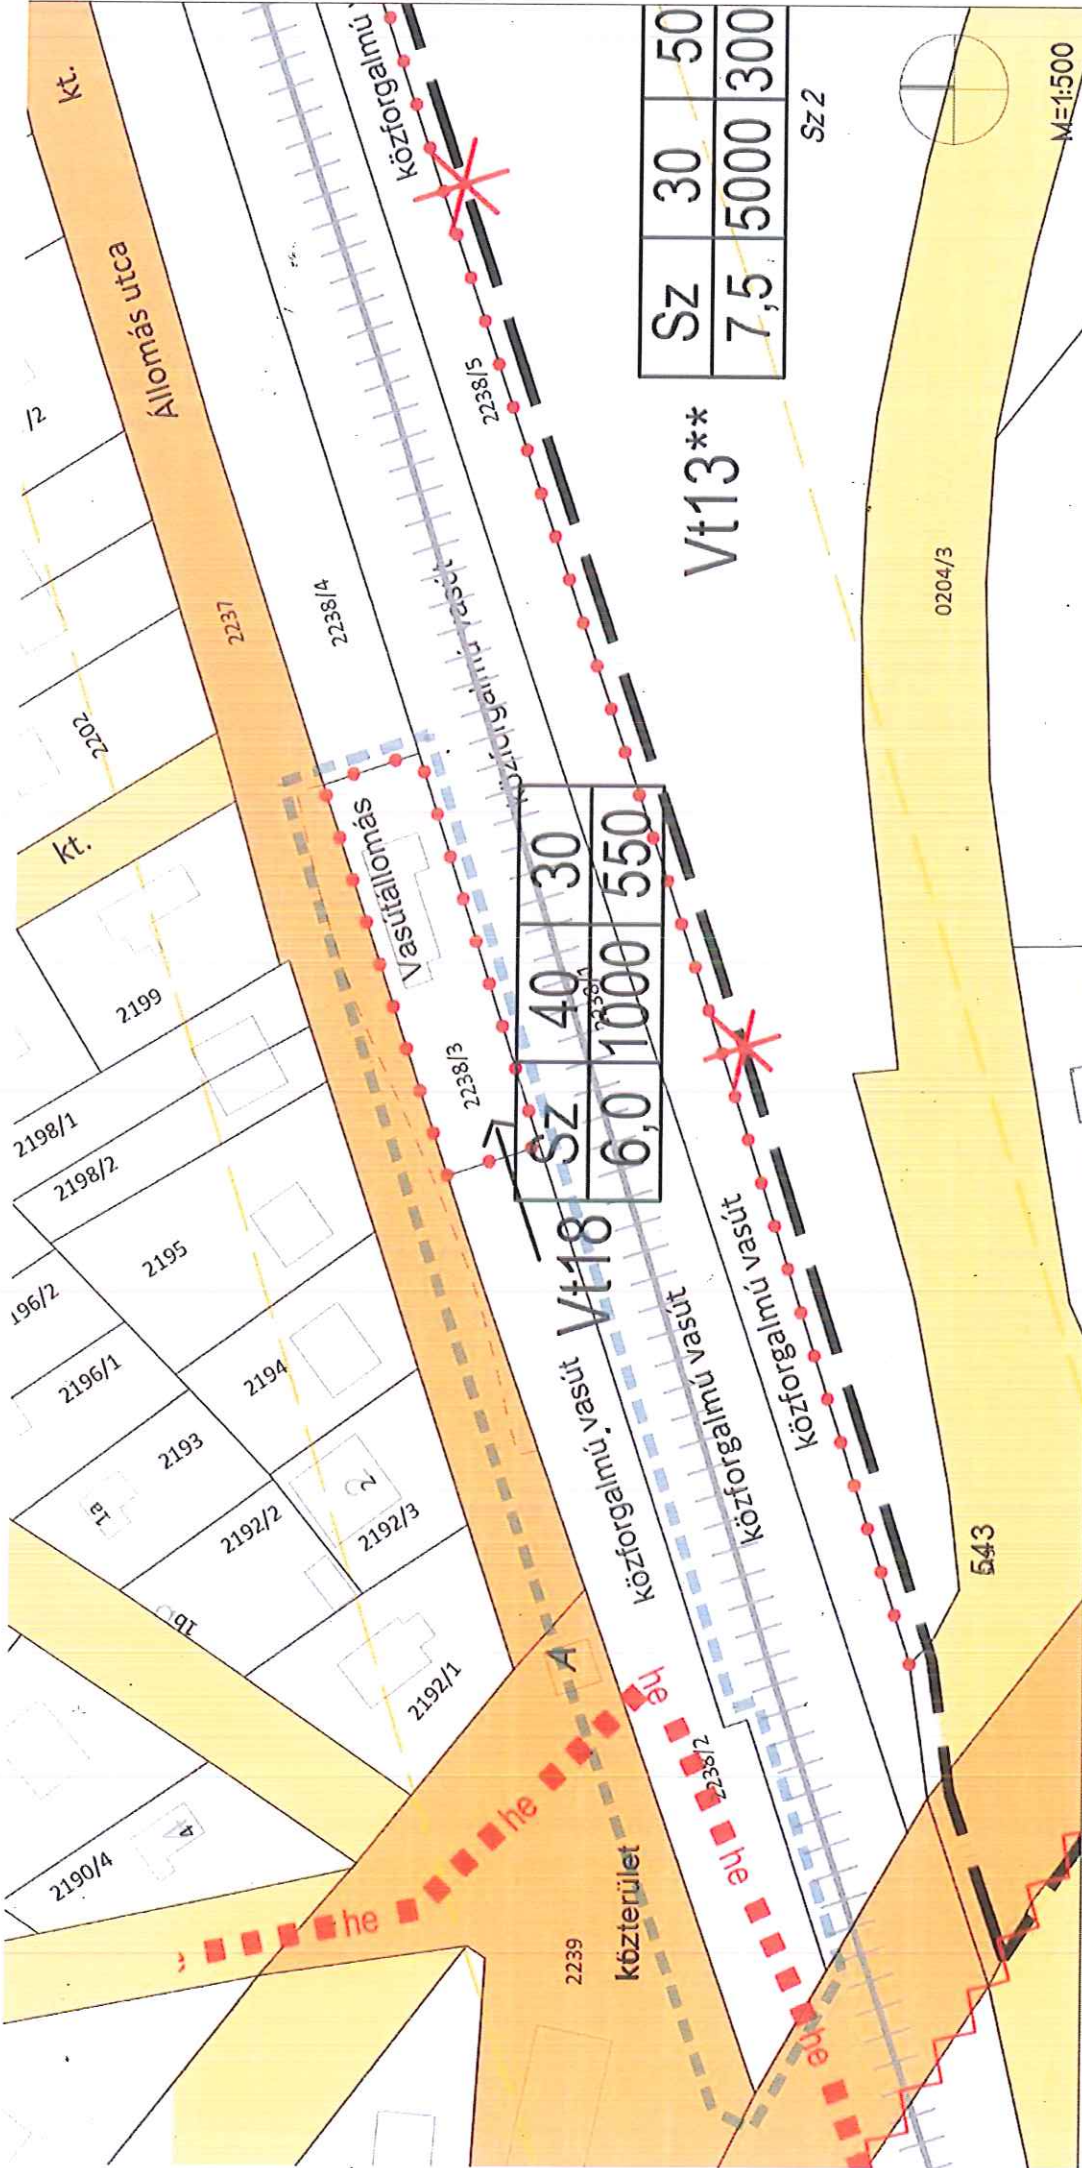 kt.
Állomás utca
Közforgalmú
Sz 30 50
7,5 5000 300
Sz 2
M=1:500
/2
2237
2238/4
2238/5
Vt13**
0204/3
2202
kt.
Közforgalmú vasút
Közforgalmú vasút
Vasútállomás
2199
2238/3
Sz 40 30
6,0 1000 550
2238/1
Vt18
2198/1
2198/2
2195
196/2
2196/1
2194
2193
1a
2192/2
2
2192/3
1b
2192/1
Közforgalmú vasút
Közforgalmú vasút
Közforgalmú vasút
543
A
he
he
he
he
he
2238/2
2190/4
4
2239
közterület